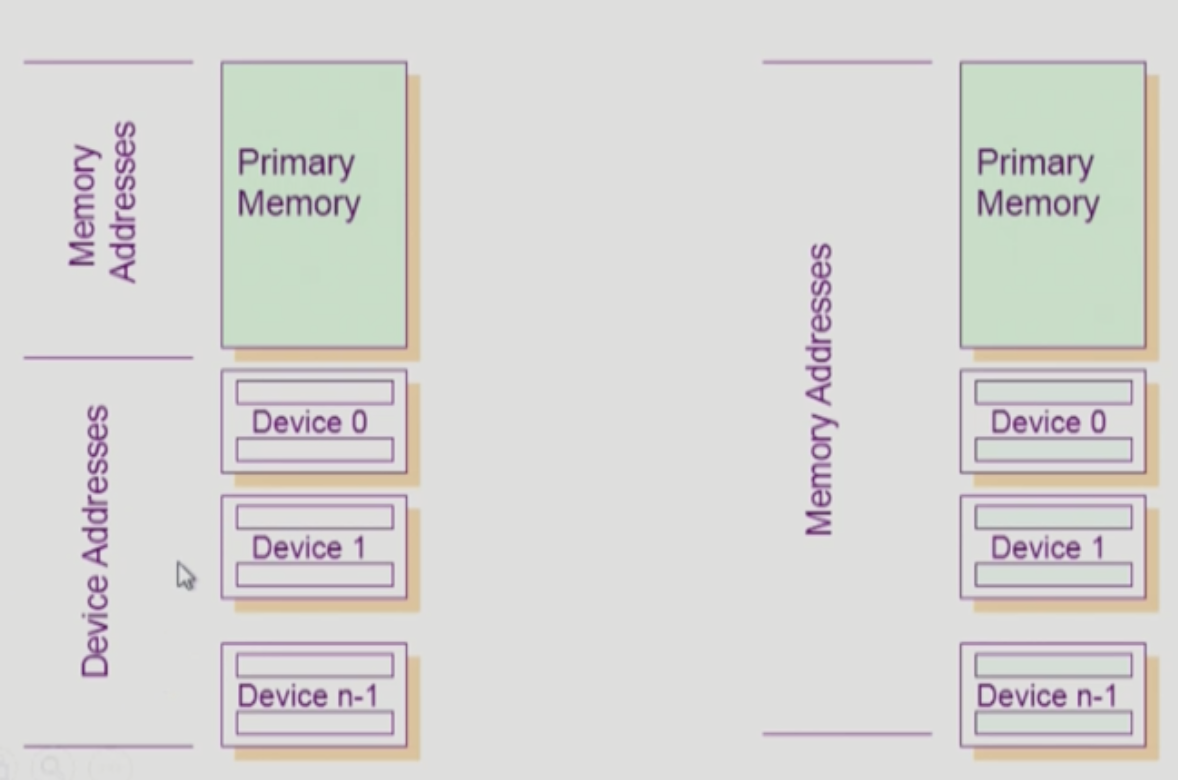 Memory
Addresses
Primary
Memory
Device Addresses
Device 0
Device 1
Device n-1
Memory Addresses
Primary
Memory
Device 0
Device 1
Device n-1